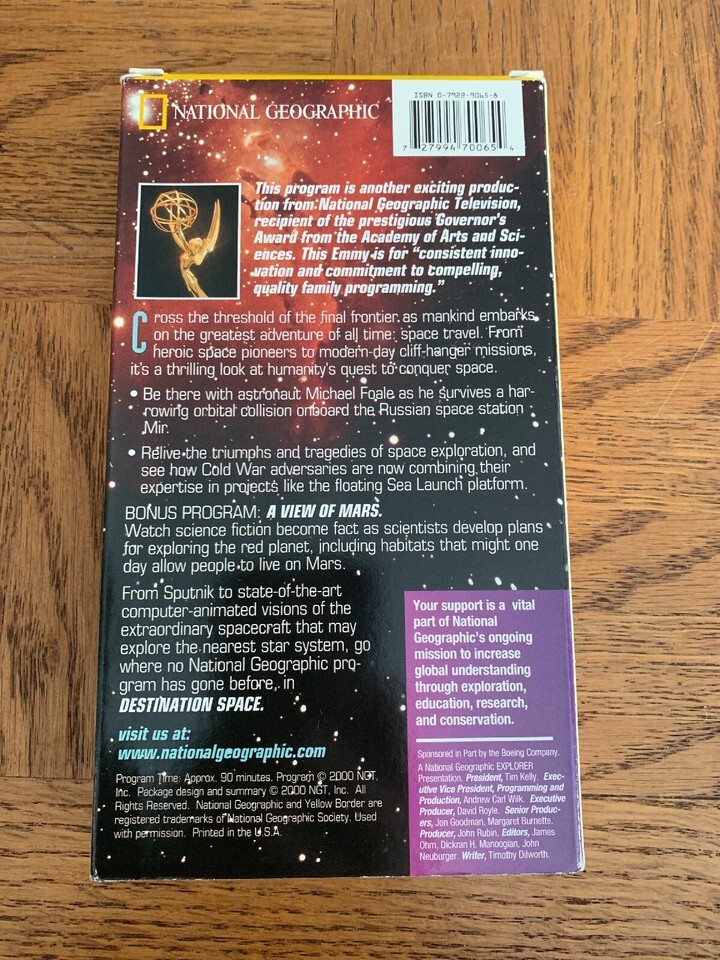 NATIONAL GEOGRAPHIC
ISBN 0-7922-9065-6
7 27994 70065 4
This program is another exciting produc-
tion from National Geographic Television,
recipient of the prestigious Governor's
Award from the Academy of Arts and Sci-
ences. This Emmy is for "consistent inno-
vation and commitment to compelling,
quality family programming."
Cross the threshold of the final frontier as mankind embarks
on the greatest adventure of all time: space travel. From
heroic space pioneers to modern-day cliff-hanger missions,
it's a thrilling look at humanity's quest to conquer space.
• Be there with astronaut Michael Foale as he survives a har-
rowing orbital collision onboard the Russian space station
Mir.
• Relive the triumphs and tragedies of space exploration, and
see how Cold War adversaries are now combining their
expertise in projects like the floating Sea Launch platform.
BONUS PROGRAM: A VIEW OF MARS.
Watch science fiction become fact as scientists develop plans
for exploring the red planet, including habitats that might one
day allow people to live on Mars.
From Sputnik to state-of-the-art
computer-animated visions of the
extraordinary spacecraft that may
explore the nearest star system, go
where no National Geographic pro-
gram has gone before, in
DESTINATION SPACE.
visit us at:
www.nationalgeographic.com
Program Time: Approx. 90 minutes. Program © 2000 NGT,
Inc. Package design and summary © 2000 NGT, Inc. All
Rights Reserved. National Geographic and Yellow Border are
registered trademarks of National Geographic Society. Used
with permission. Printed in the U.S.A.
Your support is a vital
part of National
Geographic's ongoing
mission to increase
global understanding
through exploration,
education, research,
and conservation.
Sponsored in Part by the Boeing Company.
A National Geographic EXPLORER
Presentation. President, Tim Kelly. Exec-
utive Vice President, Programming and
Production, Andrew Carl Wilk. Executive
Producer, David Royle. Senior Produc-
ers, Jon Goodman, Margaret Burnette.
Producer, John Rubin. Editors, James
Ohm, Dickran H. Manoogian, John
Neuburger. Writer, Timothy Dilworth.